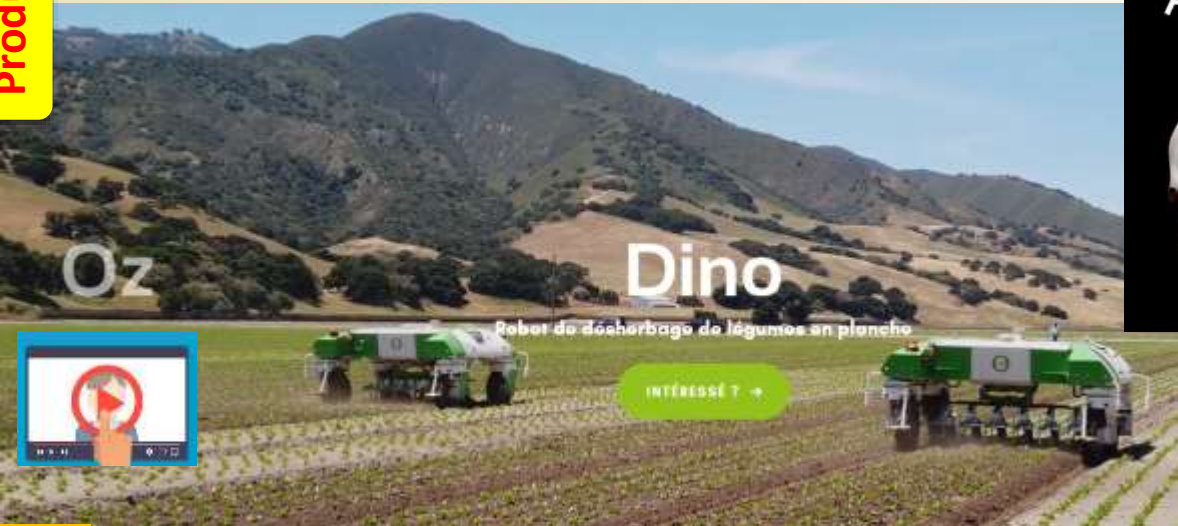 Prod
Oz
Dino
Robot de désherbage de légumes en planche
INTÉRESSÉ ? →